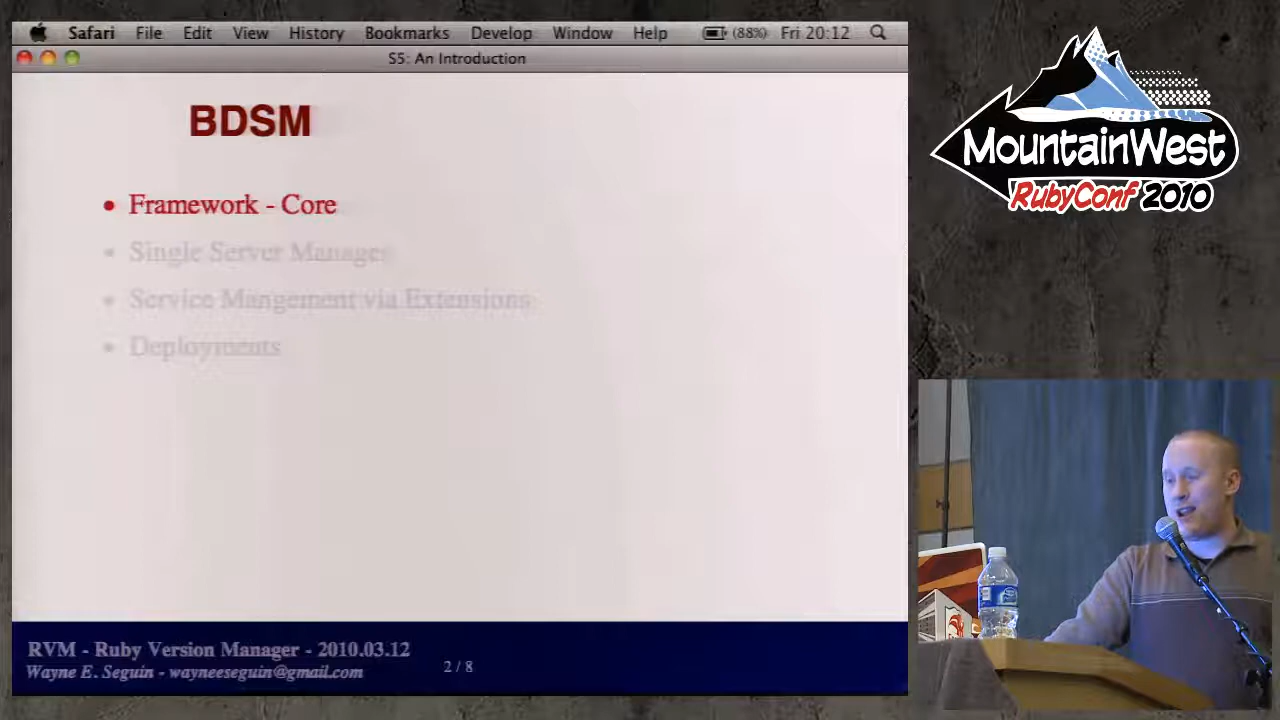 Safari File Edit View History Bookmarks Develop Window Help (88%) Fri 20:12
S5: An Introduction
BDSM
• Framework - Core
• Single Server Manager
• Service Mangement via Extensions
• Deployments
RVM - Ruby Version Manager - 2010.03.12
Wayne E. Seguin - wayneeseguin@gmail.com
2 / 8
MountainWest
RubyConf 2010